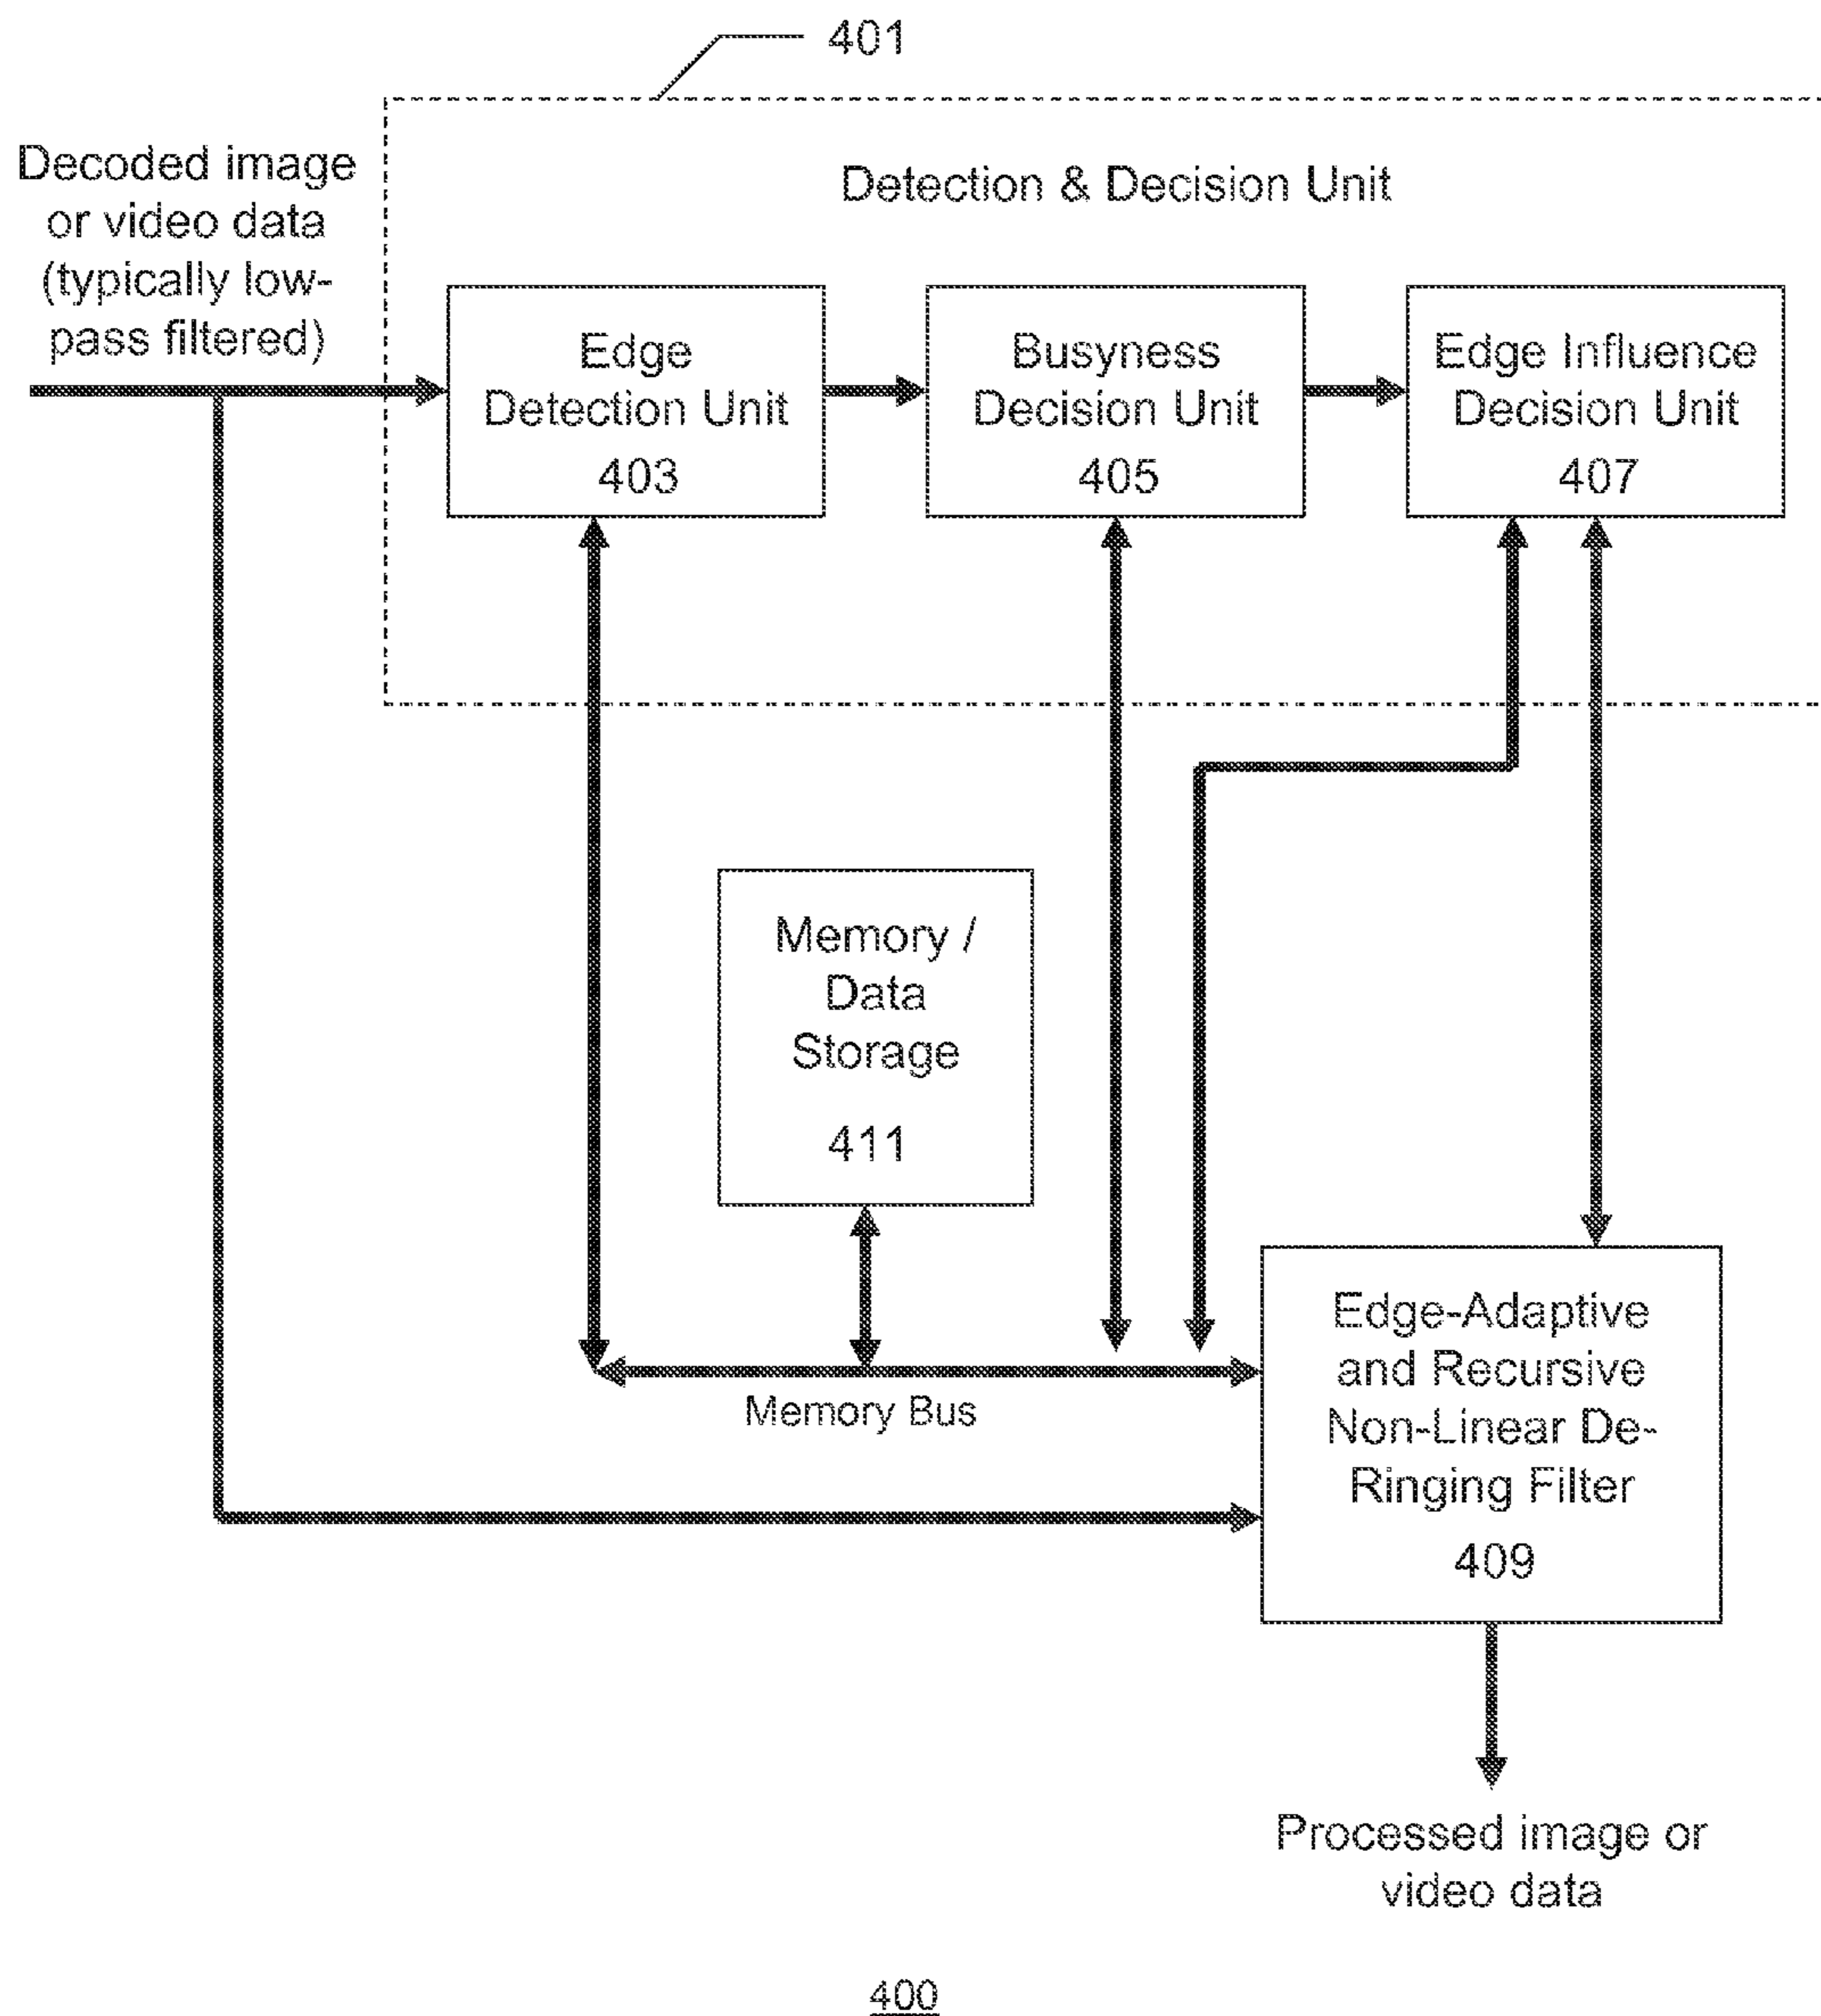 401
Decoded image
or video data
(typically low-
pass filtered)
Detection & Decision Unit
Edge
Detection Unit
403
Busyness
Decision Unit
405
Edge Influence
Decision Unit
407
Memory /
Data
Storage
411
Memory Bus
Edge-Adaptive
and Recursive
Non-Linear De-
Ringing Filter
409
Processed image or
video data
400